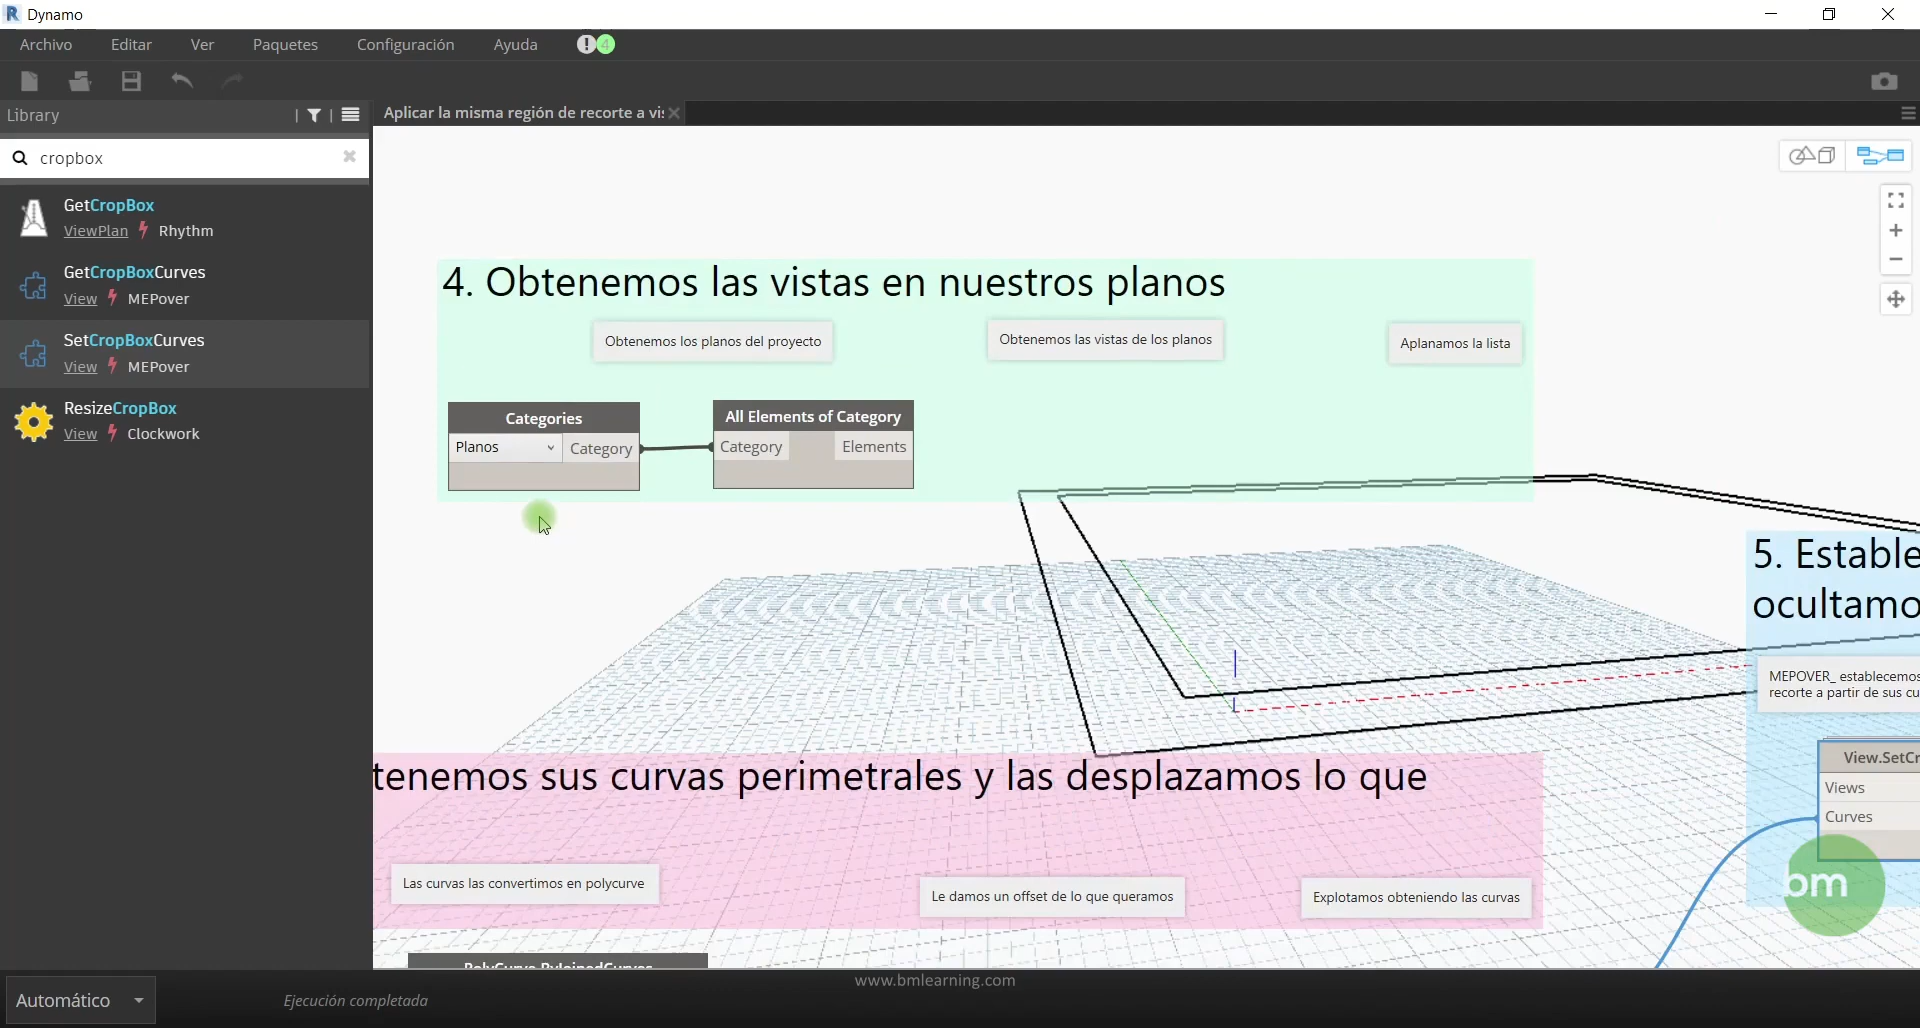 Dynamo
Archivo Editar Ver Paquetes Configuración Ayuda ! 4
Library
Aplicar la misma región de recorte a vis
cropbox
GetCropBox
ViewPlan Rhythm
GetCropBoxCurves
View MEPover
SetCropBoxCurves
View MEPover
ResizeCropBox
View Clockwork
4. Obtenemos las vistas en nuestros planos
Obtenemos los planos del proyecto
Obtenemos las vistas de los planos
Aplanamos la lista
Categories
Planos Category
All Elements of Category
Category Elements
5. Estable
ocultamo
MEPOVER_ establecemos
recorte a partir de sus cu
View.SetCr
Views
Curves
bm
tenemos sus curvas perimetrales y las desplazamos lo que
Las curvas las convertimos en polycurve
Le damos un offset de lo que queramos
Explotamos obteniendo las curvas
PolyCurve.ByJoinedCurves
www.bmlearning.com
Automático
Ejecución completada